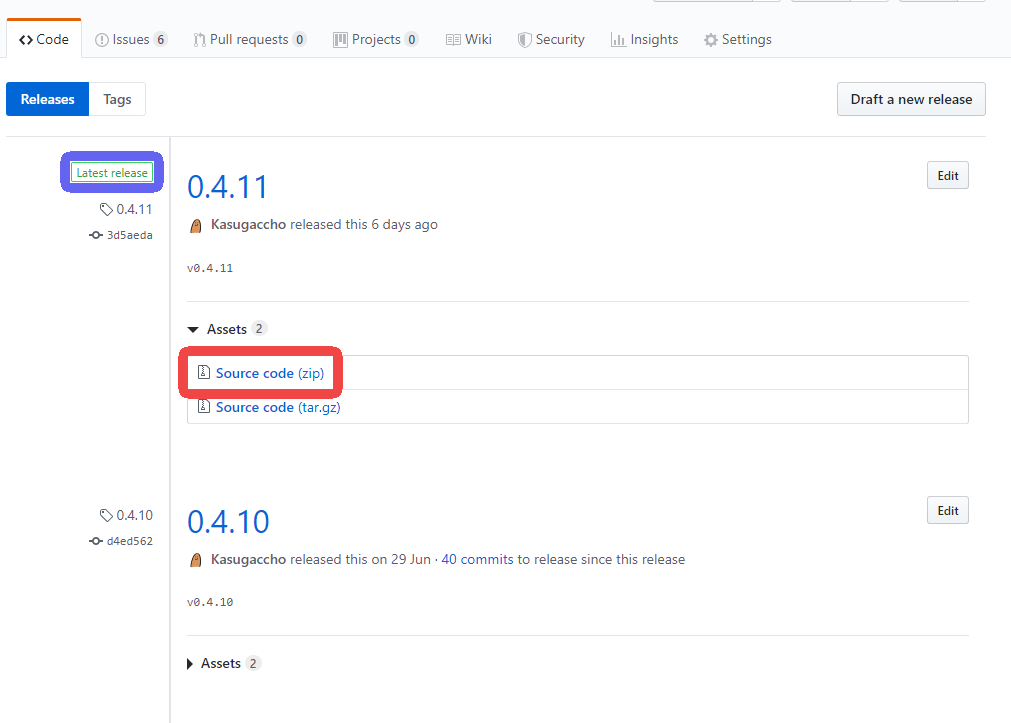 Code Issues 6 Pull requests 0 Projects 0 Wiki Security Insights Settings
Releases Tags Draft a new release
Latest release
0.4.11
3d5aeda
0.4.11 Edit
Kasugaccho released this 6 days ago
v0.4.11
Assets 2
Source code (zip)
Source code (tar.gz)
0.4.10
d4ed562
0.4.10 Edit
Kasugaccho released this on 29 Jun · 40 commits to release since this release
v0.4.10
Assets 2